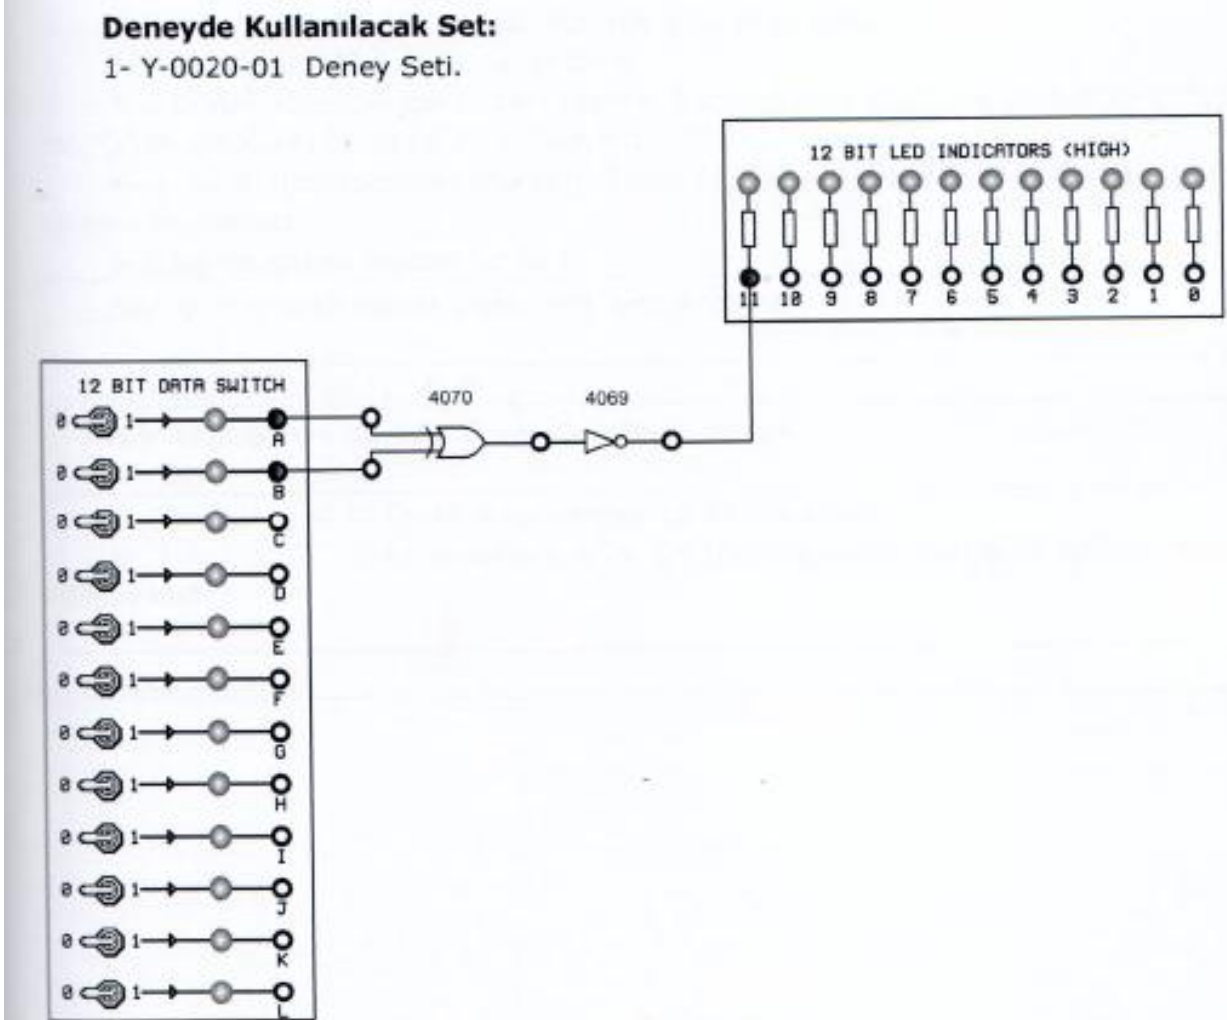 Deneyde Kullanılacak Set:
1- Y-0020-01 Deney Seti.
12 BIT LED INDICATORS (HIGH)
11 10 9 8 7 6 5 4 3 2 1 0
12 BIT DATA SWITCH
4070
4069
0 1 A
0 1 B
0 1 C
0 1 D
0 1 E
0 1 F
0 1 G
0 1 H
0 1 I
0 1 J
0 1 K
0 1 L